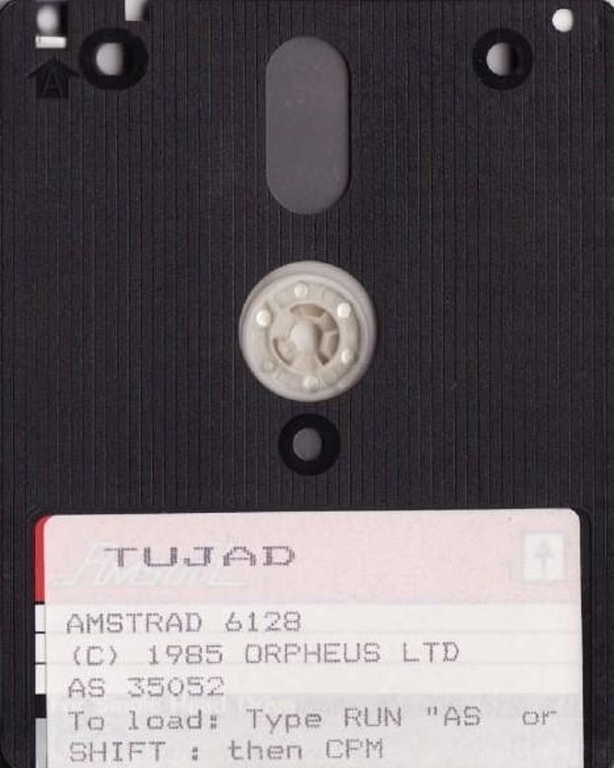 A
TUJAD
AMSTRAD 6128
(C) 1985 ORPHEUS LTD
AS 35052
To load: Type RUN "AS or
SHIFT : then CPM